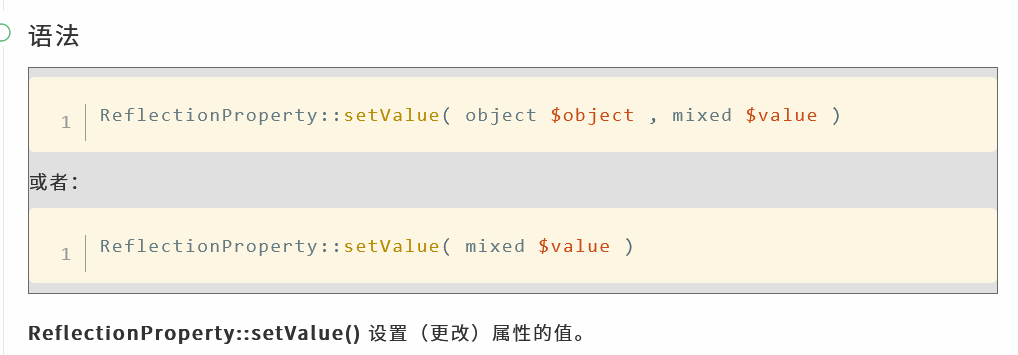 语法
1 ReflectionProperty::setValue( object $object , mixed $value )
或者：
1 ReflectionProperty::setValue( mixed $value )
ReflectionProperty::setValue() 设置（更改）属性的值。